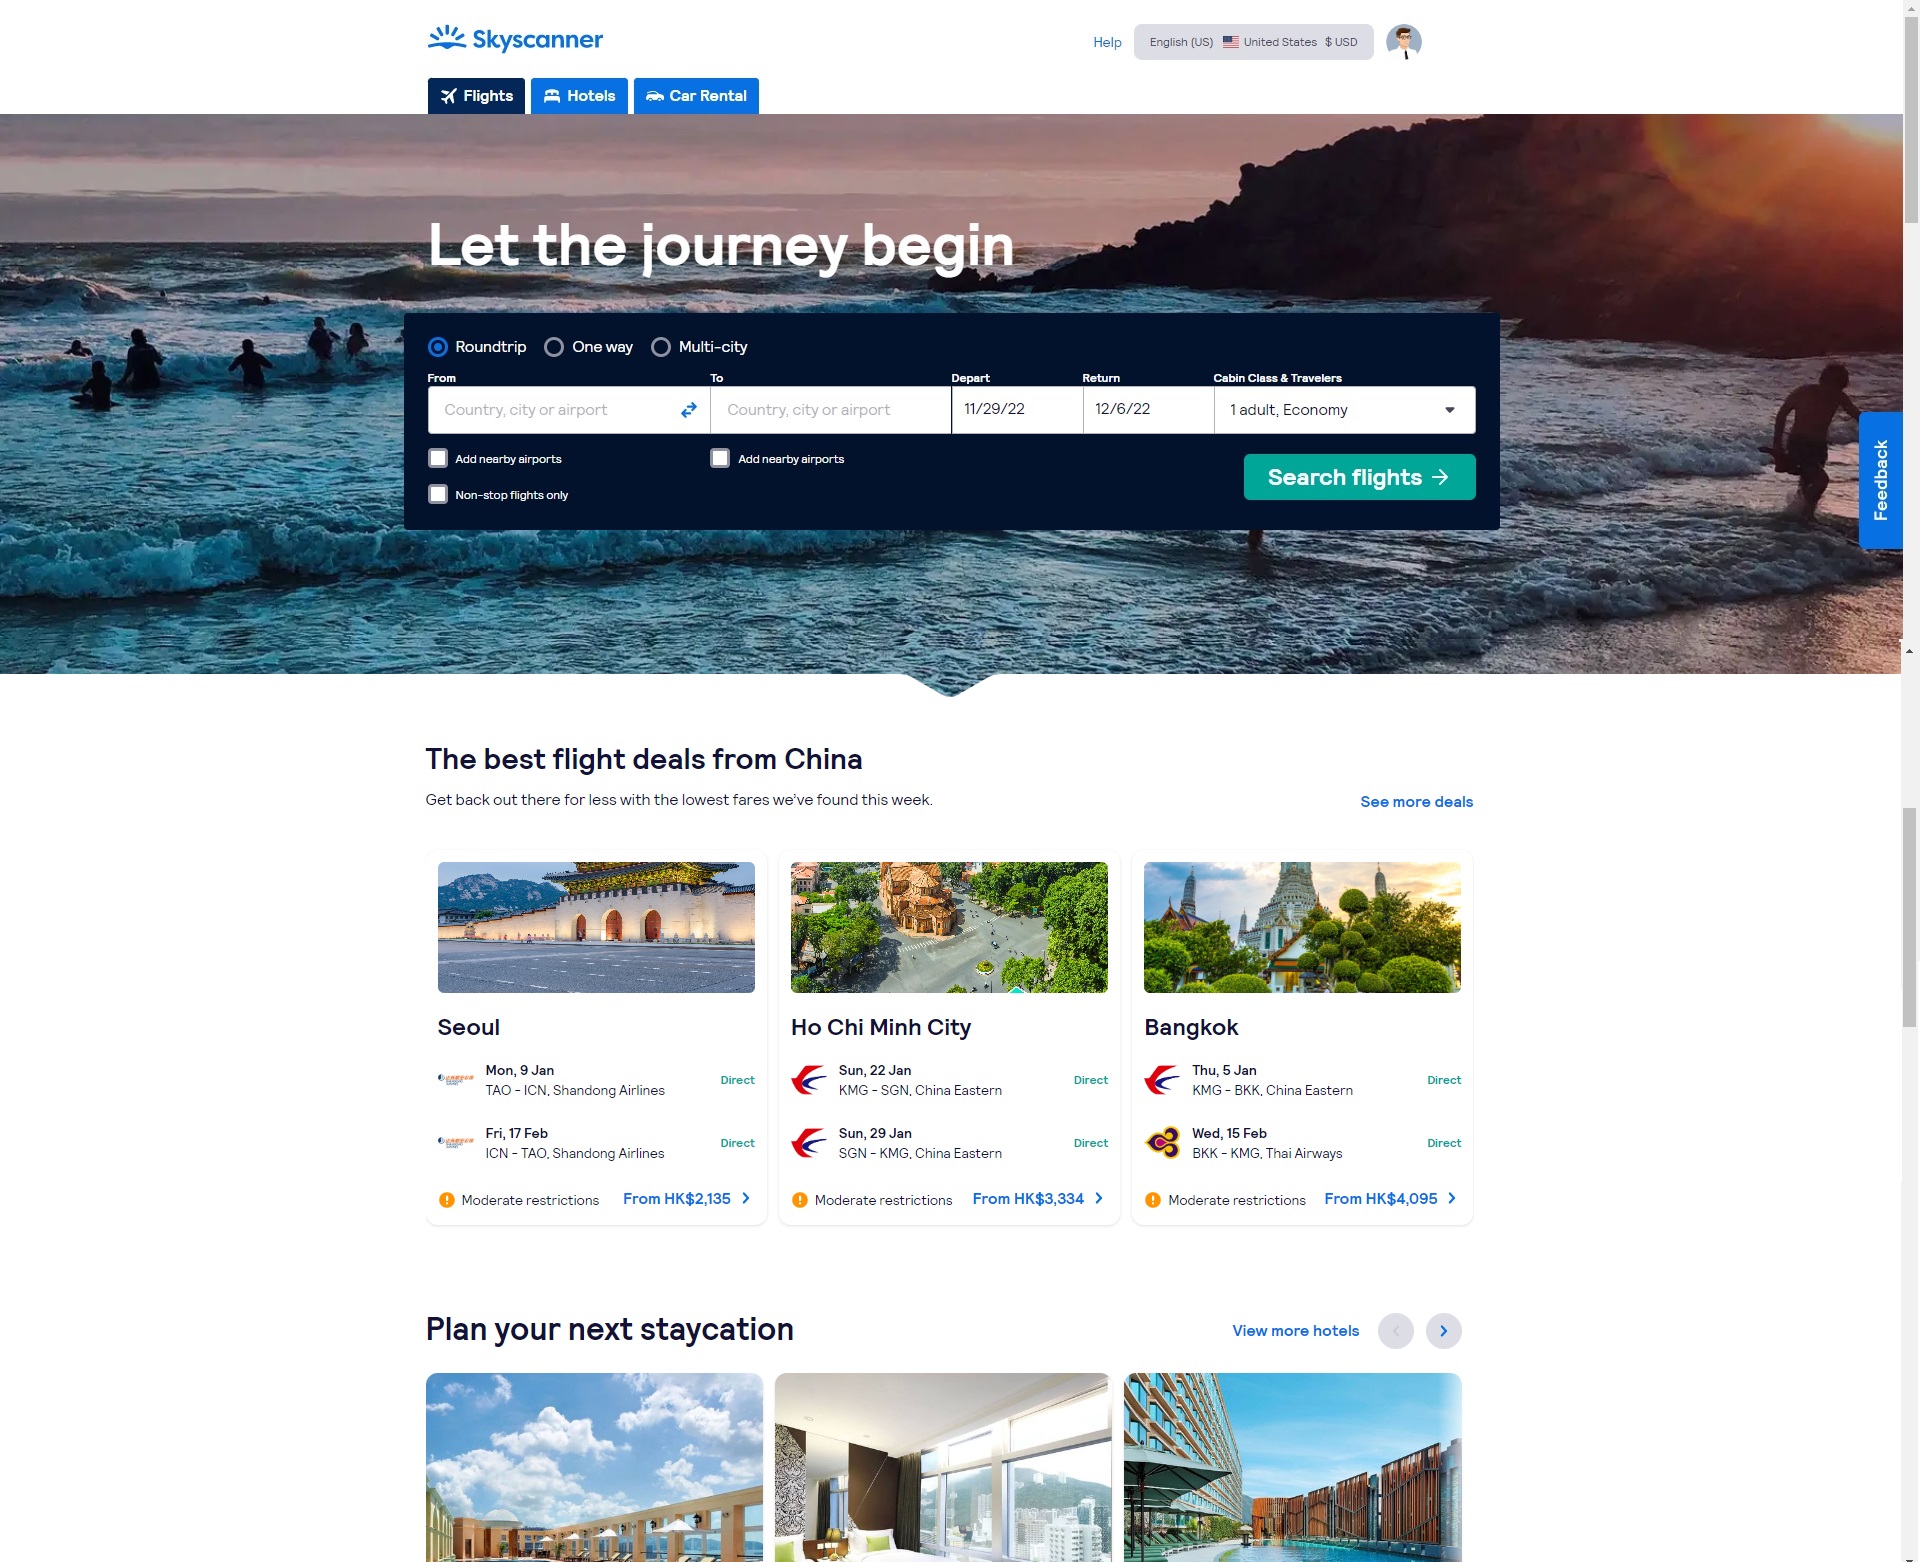 Skyscanner
Help
English (US) United States $ USD
Flights
Hotels
Car Rental
Let the journey begin
Roundtrip
One way
Multi-city
From
To
Depart
Return
Cabin Class & Travelers
Country, city or airport
Country, city or airport
11/29/22
12/6/22
1 adult, Economy
Add nearby airports
Add nearby airports
Non-stop flights only
Search flights
Feedback
The best flight deals from China
Get back out there for less with the lowest fares we've found this week.
See more deals
Seoul
Mon, 9 Jan
TAO - ICN, Shandong Airlines
Direct
Fri, 17 Feb
ICN - TAO, Shandong Airlines
Direct
Moderate restrictions
From HK$2,135
Ho Chi Minh City
Sun, 22 Jan
KMG - SGN, China Eastern
Direct
Sun, 29 Jan
SGN - KMG, China Eastern
Direct
Moderate restrictions
From HK$3,334
Bangkok
Thu, 5 Jan
KMG - BKK, China Eastern
Direct
Wed, 15 Feb
BKK - KMG, Thai Airways
Direct
Moderate restrictions
From HK$4,095
Plan your next staycation
View more hotels